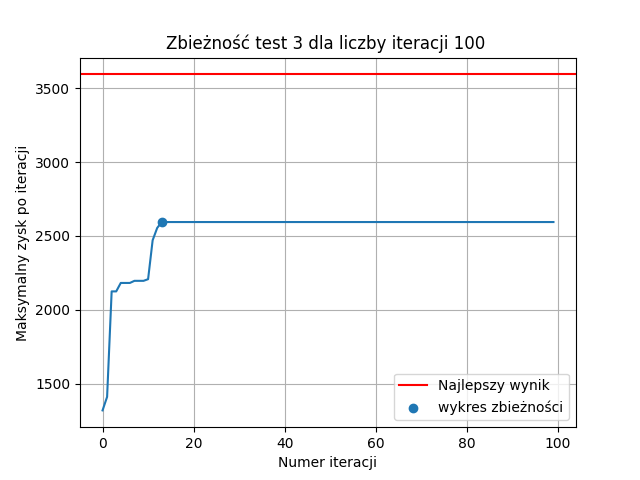 Zbieżność test 3 dla liczby iteracji 100
Maksymalny zysk po iteracji
3500
3000
2500
2000
1500
0 20 40 60 80 100
Numer iteracji
Najlepszy wynik
wykres zbieżności